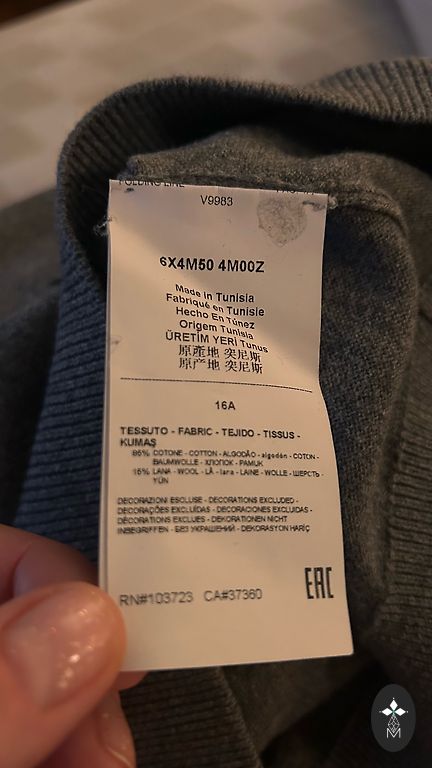 FOLDING LINE
V9983
6X4M50 4M00Z
Made in Tunisia
Fabriqué en Tunisie
Hecho En Túnez
Origem Tunisia
ÜRETİM YERİ Tunus
原產地 突尼斯
原产地 突尼斯
16A
TESSUTO - FABRIC - TEJIDO - TISSUS -
KUMAŞ
85% COTONE - COTTON - ALGODÃO - algodón - COTON -
BAUMWOLLE - ХЛОПОК - PAMUK
15% LANA - WOOL - LÃ - lana - LAINE - WOLLE - ШЕРСТЬ -
YÜN
DECORAZIONI ESCLUSE - DECORATIONS EXCLUDED -
DECORAÇÕES EXCLUÍDAS - DECORACIONES EXCLUIDAS -
DÉCORATIONS EXCLUES - DEKORATIONEN NICHT
INBEGRIFFEN - БЕЗ УКРАШЕНИЙ - DEKORASYON HARİÇ
EAC
RN#103723 CA#37360
M